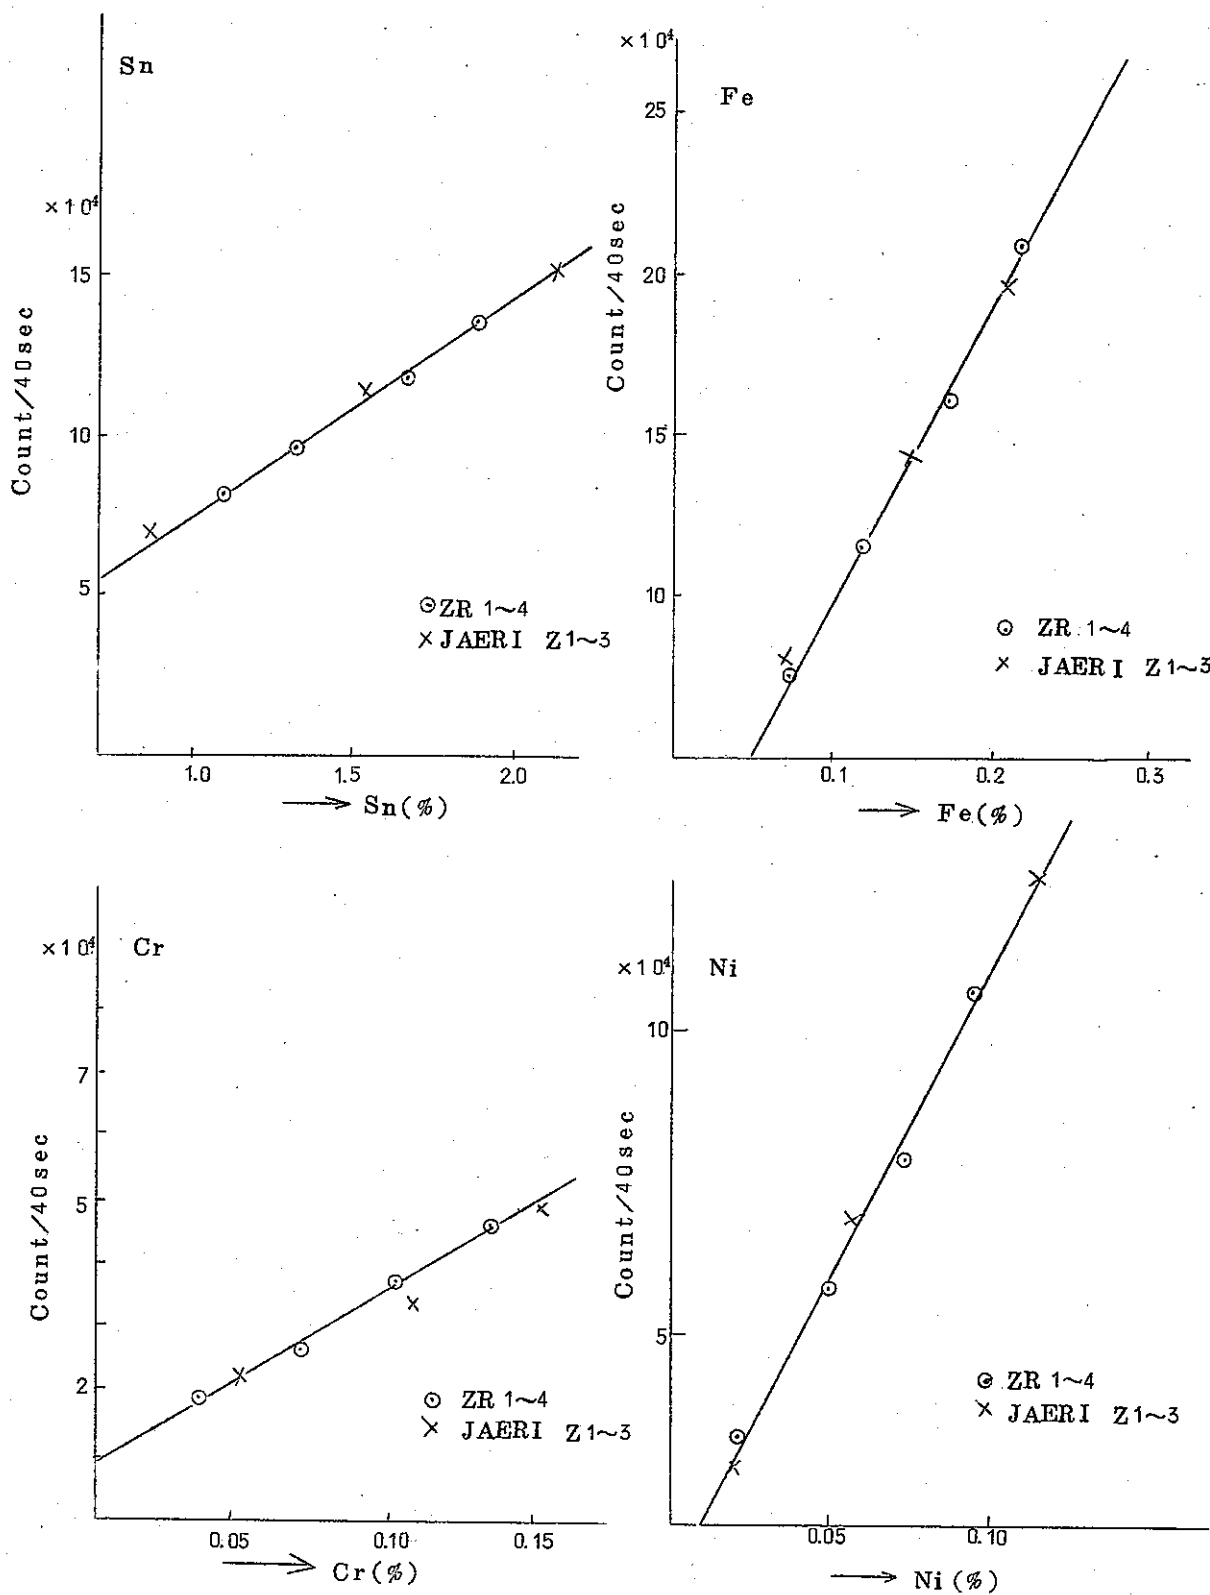 Sn
×10⁴
15
10
5
Count/40sec
⊙ ZR 1~4
× JAERI Z1~3
1.0 1.5 2.0
→ Sn(%)
×10⁴
Fe
25
20
15
10
Count/40sec
⊙ ZR 1~4
× JAERI Z1~3
0.1 0.2 0.3
→ Fe(%)
×10⁴ Cr
7
5
2
Count/40sec
⊙ ZR 1~4
× JAERI Z1~3
0.05 0.10 0.15
→ Cr(%)
×10⁴ Ni
10
5
Count/40sec
⊙ ZR 1~4
× JAERI Z1~3
0.05 0.10
→ Ni(%)